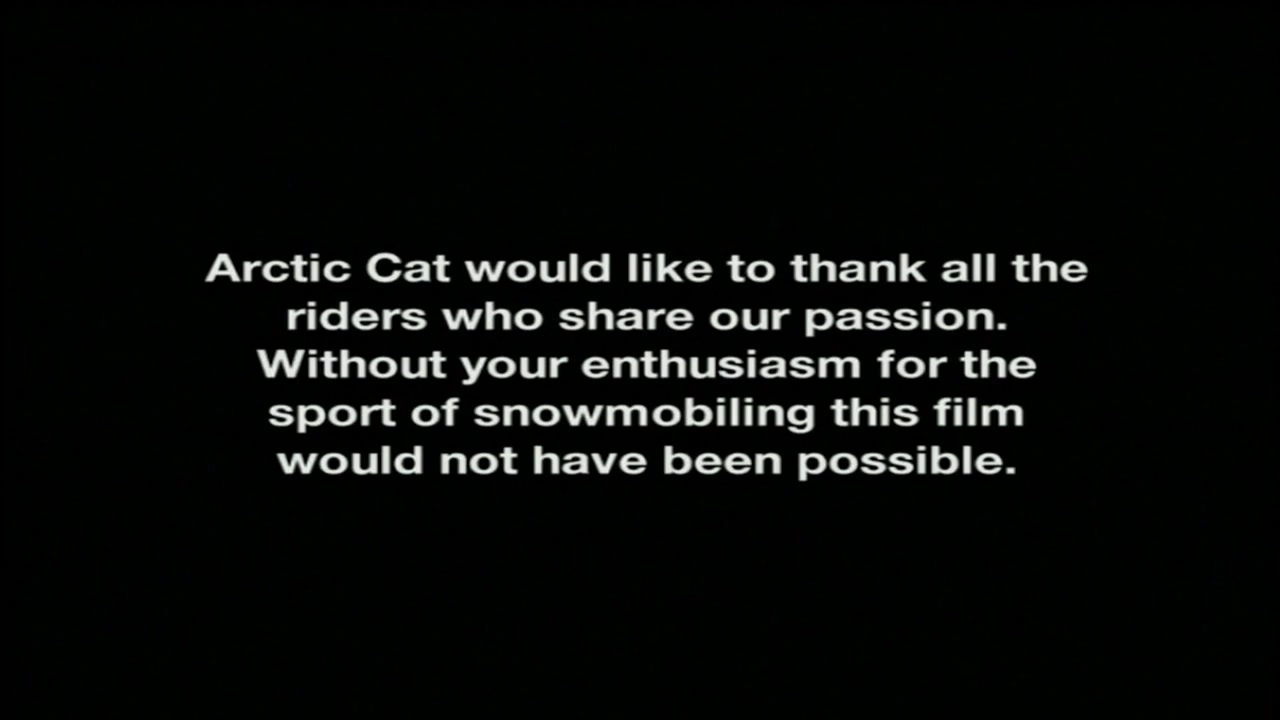 Arctic Cat would like to thank all the
riders who share our passion.
Without your enthusiasm for the
sport of snowmobiling this film
would not have been possible.